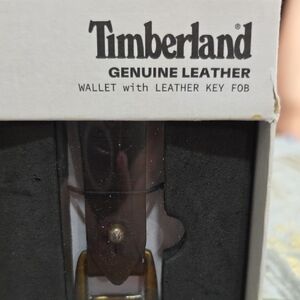 Timberland®
GENUINE LEATHER
WALLET with LEATHER KEY FOB